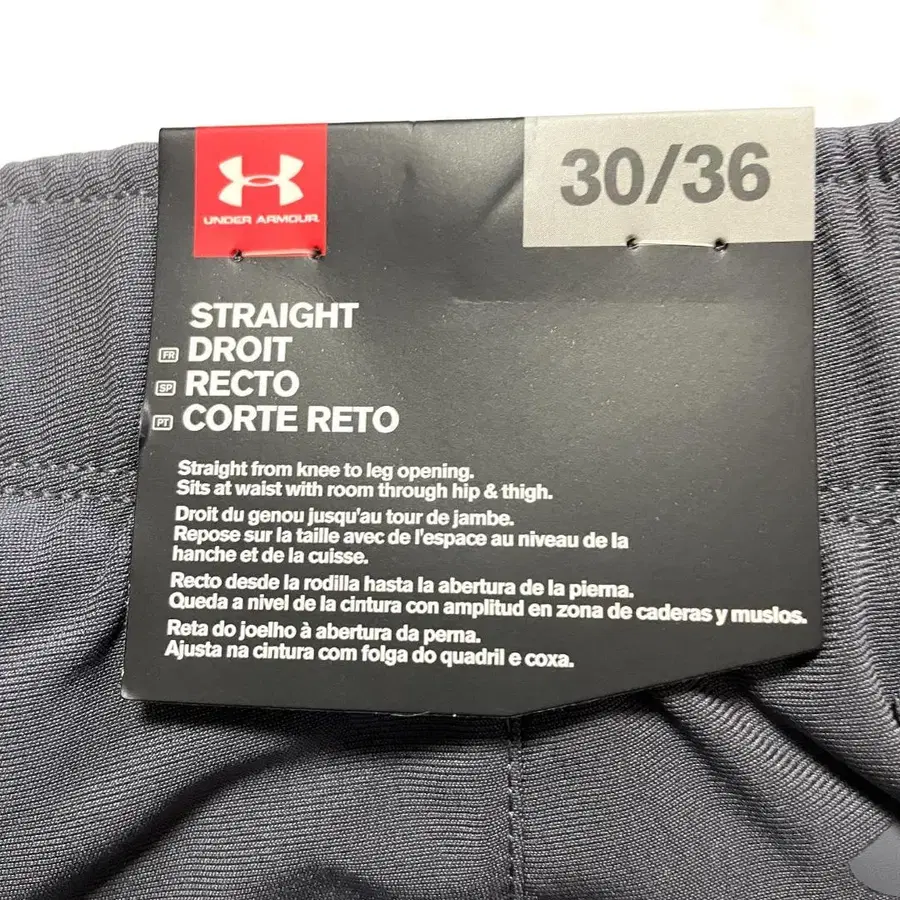 UNDER ARMOUR
30/36
STRAIGHT
FR DROIT
SP RECTO
PT CORTE RETO
Straight from knee to leg opening.
Sits at waist with room through hip & thigh.
Droit du genou jusqu'au tour de jambe.
Repose sur la taille avec de l'espace au niveau de la
hanche et de la cuisse.
Recto desde la rodilla hasta la abertura de la pierna.
Queda a nivel de la cintura con amplitud en zona de caderas y muslos.
Reta do joelho à abertura da perna.
Ajusta na cintura com folga do quadril e coxa.